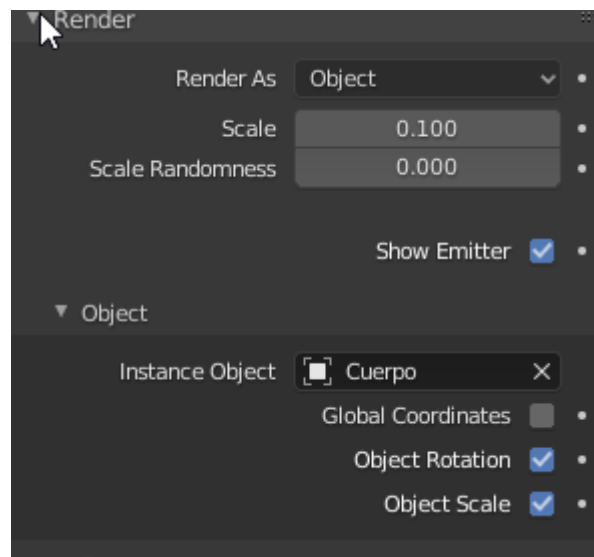 Render
Render As Object
Scale 0.100
Scale Randomness 0.000
Show Emitter
Object
Instance Object Cuerpo
Global Coordinates
Object Rotation
Object Scale